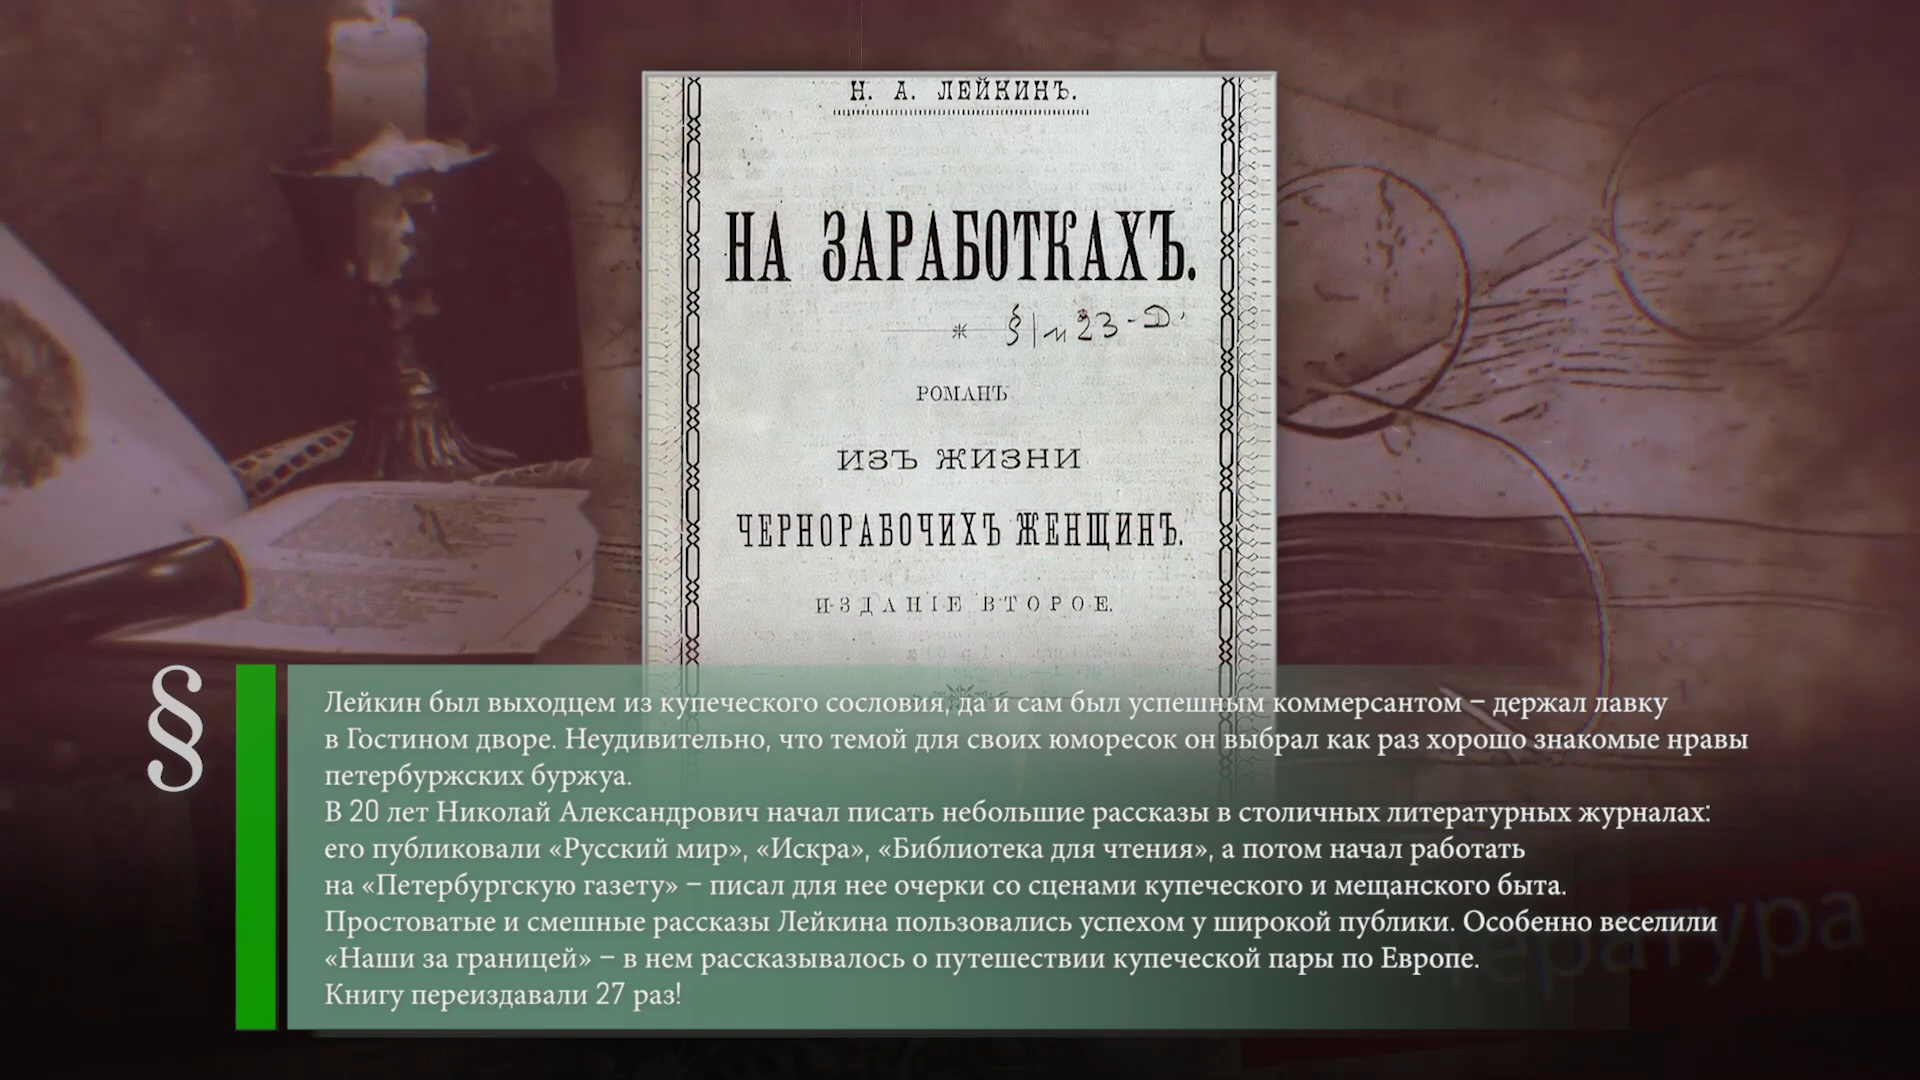 Н. А. ЛЕЙКИНЪ.
НА ЗАРАБОТКАХЪ.
§ 1 и 23 - D.
РОМАНЪ
ИЗЪ ЖИЗНИ
ЧЕРНОРАБОЧИХЪ ЖЕНЩИНЪ.
ИЗДАНІЕ ВТОРОЕ.
§
Лейкин был выходцем из купеческого сословия, да и сам был успешным коммерсантом – держал лавку
в Гостином дворе. Неудивительно, что темой для своих юморесок он выбрал как раз хорошо знакомые нравы
петербуржских буржуа.
В 20 лет Николай Александрович начал писать небольшие рассказы в столичных литературных журналах:
его публиковали «Русский мир», «Искра», «Библиотека для чтения», а потом начал работать
на «Петербургскую газету» – писал для нее очерки со сценами купеческого и мещанского быта.
Простоватые и смешные рассказы Лейкина пользовались успехом у широкой публики. Особенно веселили
«Наши за границей» – в нем рассказывалось о путешествии купеческой пары по Европе.
Книгу переиздавали 27 раз!